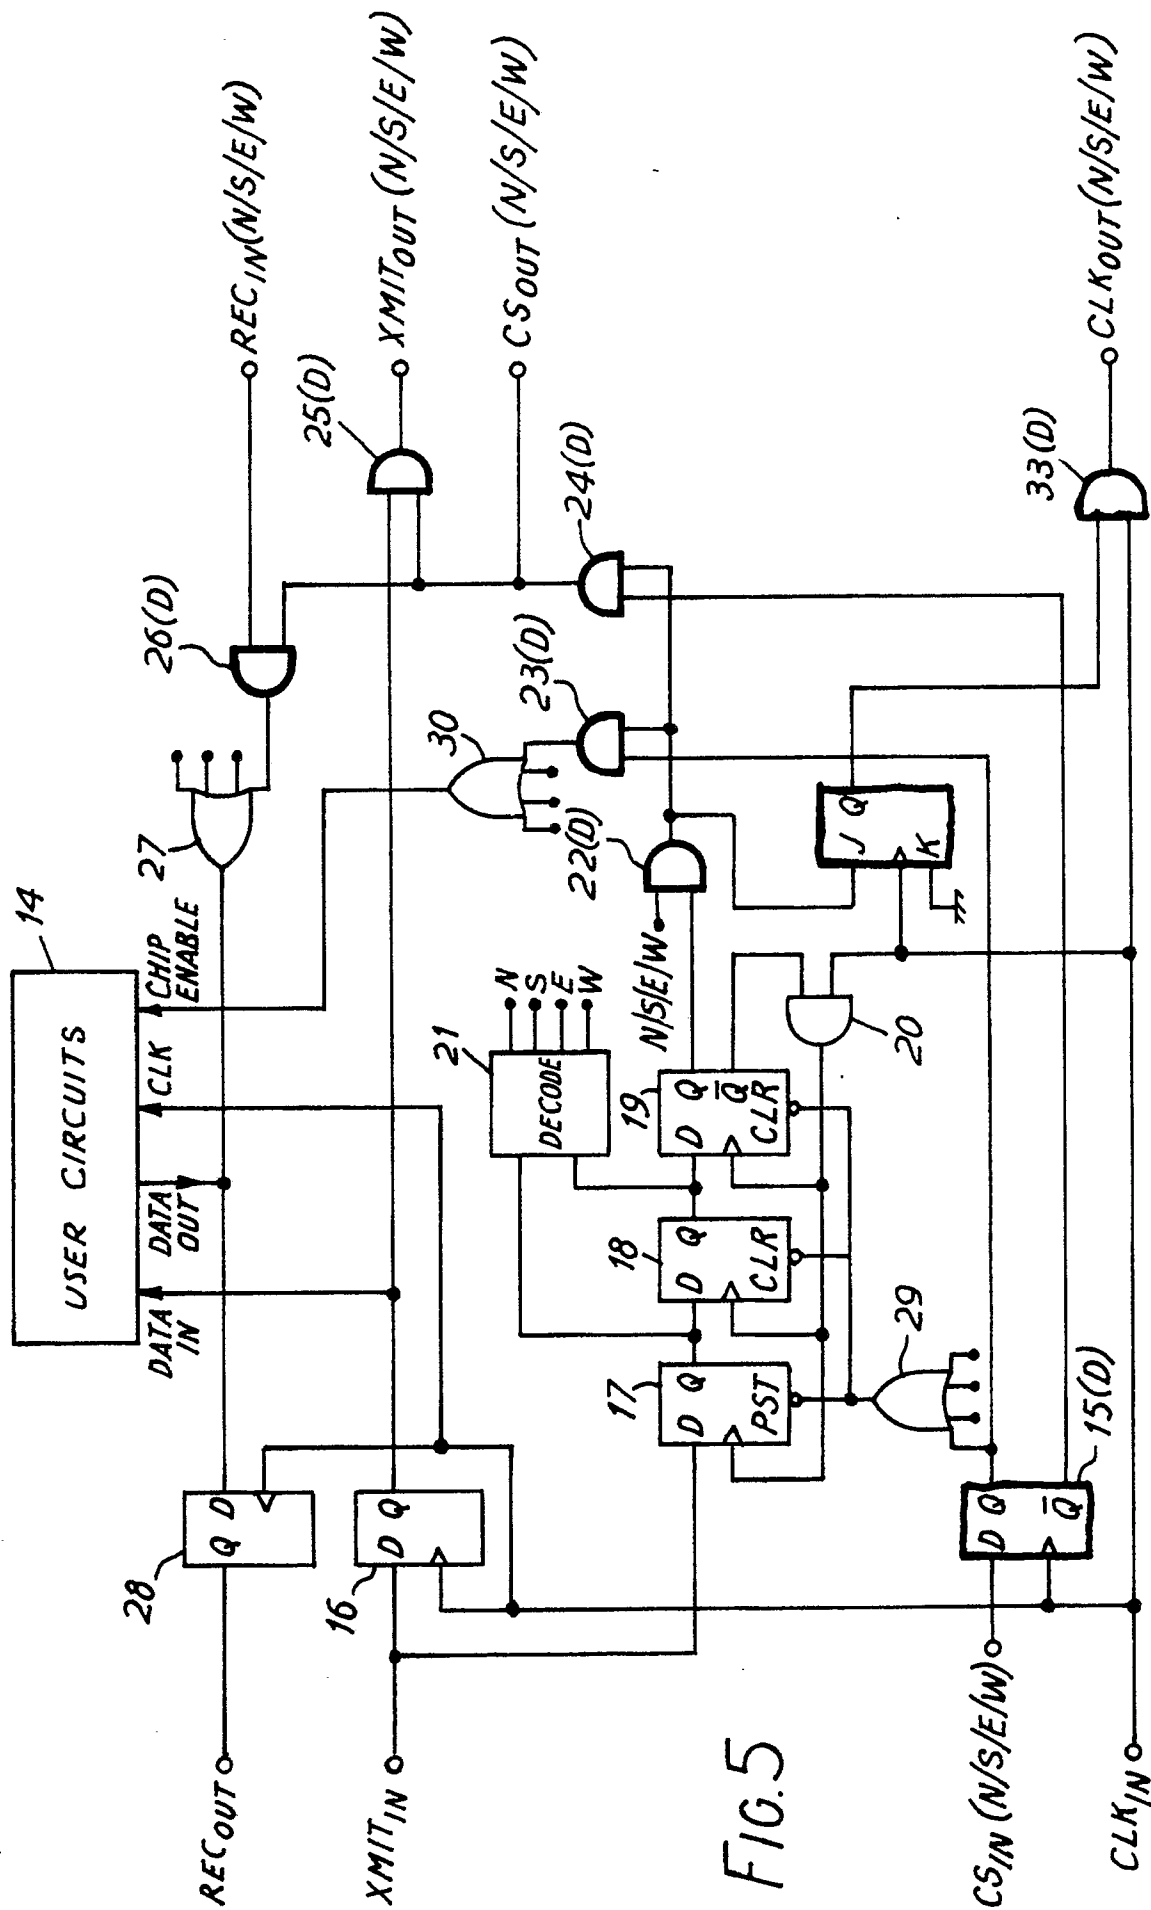 REC_IN(N/S/E/W)
XMIT_OUT(N/S/E/W)
CS_OUT(N/S/E/W)
CLK_OUT(N/S/E/W)
25(D)
26(D)
24(D)
33(D)
23(D)
30
27
22(D)
14
USER CIRCUITS
CHIP ENABLE
CLK
DATA OUT
DATA IN
N
S
E
W
N/S/E/W
21
DECODE
J Q
K
20
19
D Q
Q̅
CLR
18
D Q
CLR
17
D Q
PST
29
15(D)
D Q
Q̅
28
Q D
16
D Q
REC_OUT
XMIT_IN
CS_IN(N/S/E/W)
CLK_IN
FIG.5